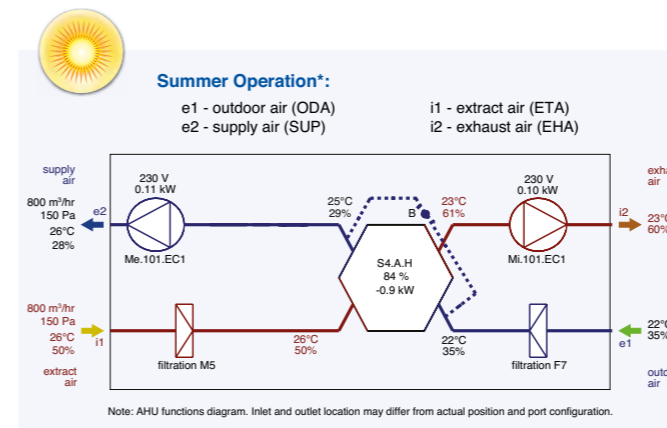 Summer Operation*:
e1 - outdoor air (ODA)
i1 - extract air (ETA)
e2 - supply air (SUP)
i2 - exhaust air (EHA)
supply
air
800 m³/hr
150 Pa
26°C
28%
e2
230 V
0.11 kW
Me.101.EC1
25°C
29%
B
23°C
61%
230 V
0.10 kW
Mi.101.EC1
exha
air
i2
23°C
60%
S4.A.H
84 %
-0.9 kW
800 m³/hr
150 Pa
26°C
50%
i1
extract
air
filtration M5
26°C
50%
22°C
35%
filtration F7
22°C
35%
e1
outdo
air
Note: AHU functions diagram. Inlet and outlet location may differ from actual position and port configuration.